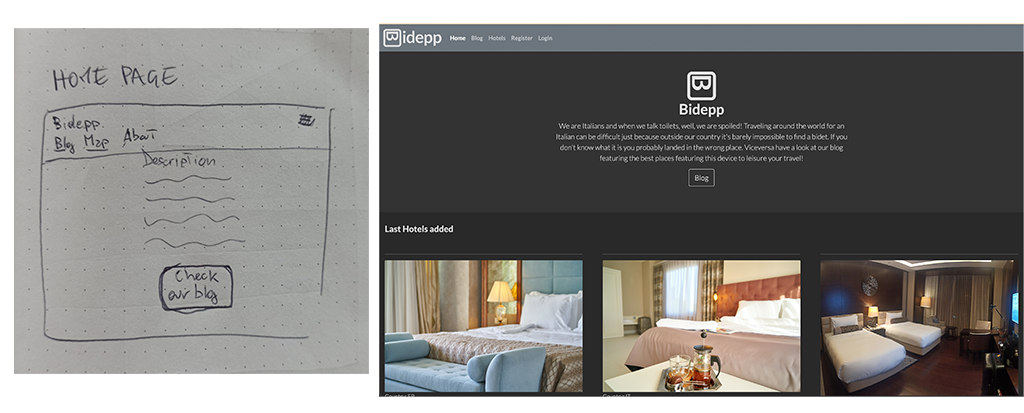 HOME PAGE
Bidepp
Blog Map About
Description
Check
our blog
Bidepp Home Blog Hotels Register Login
B
Bidepp
We are Italians and when we talk toilets, well, we are spoiled! Traveling around the world for an
Italian can be difficult just because outside our country it's barely impossible to find a bidet. If you
don't know what it is you probably landed in the wrong place. Viceversa have a look at our blog
featuring the best places featuring this device to leisure your travel!
Blog
Last Hotels added